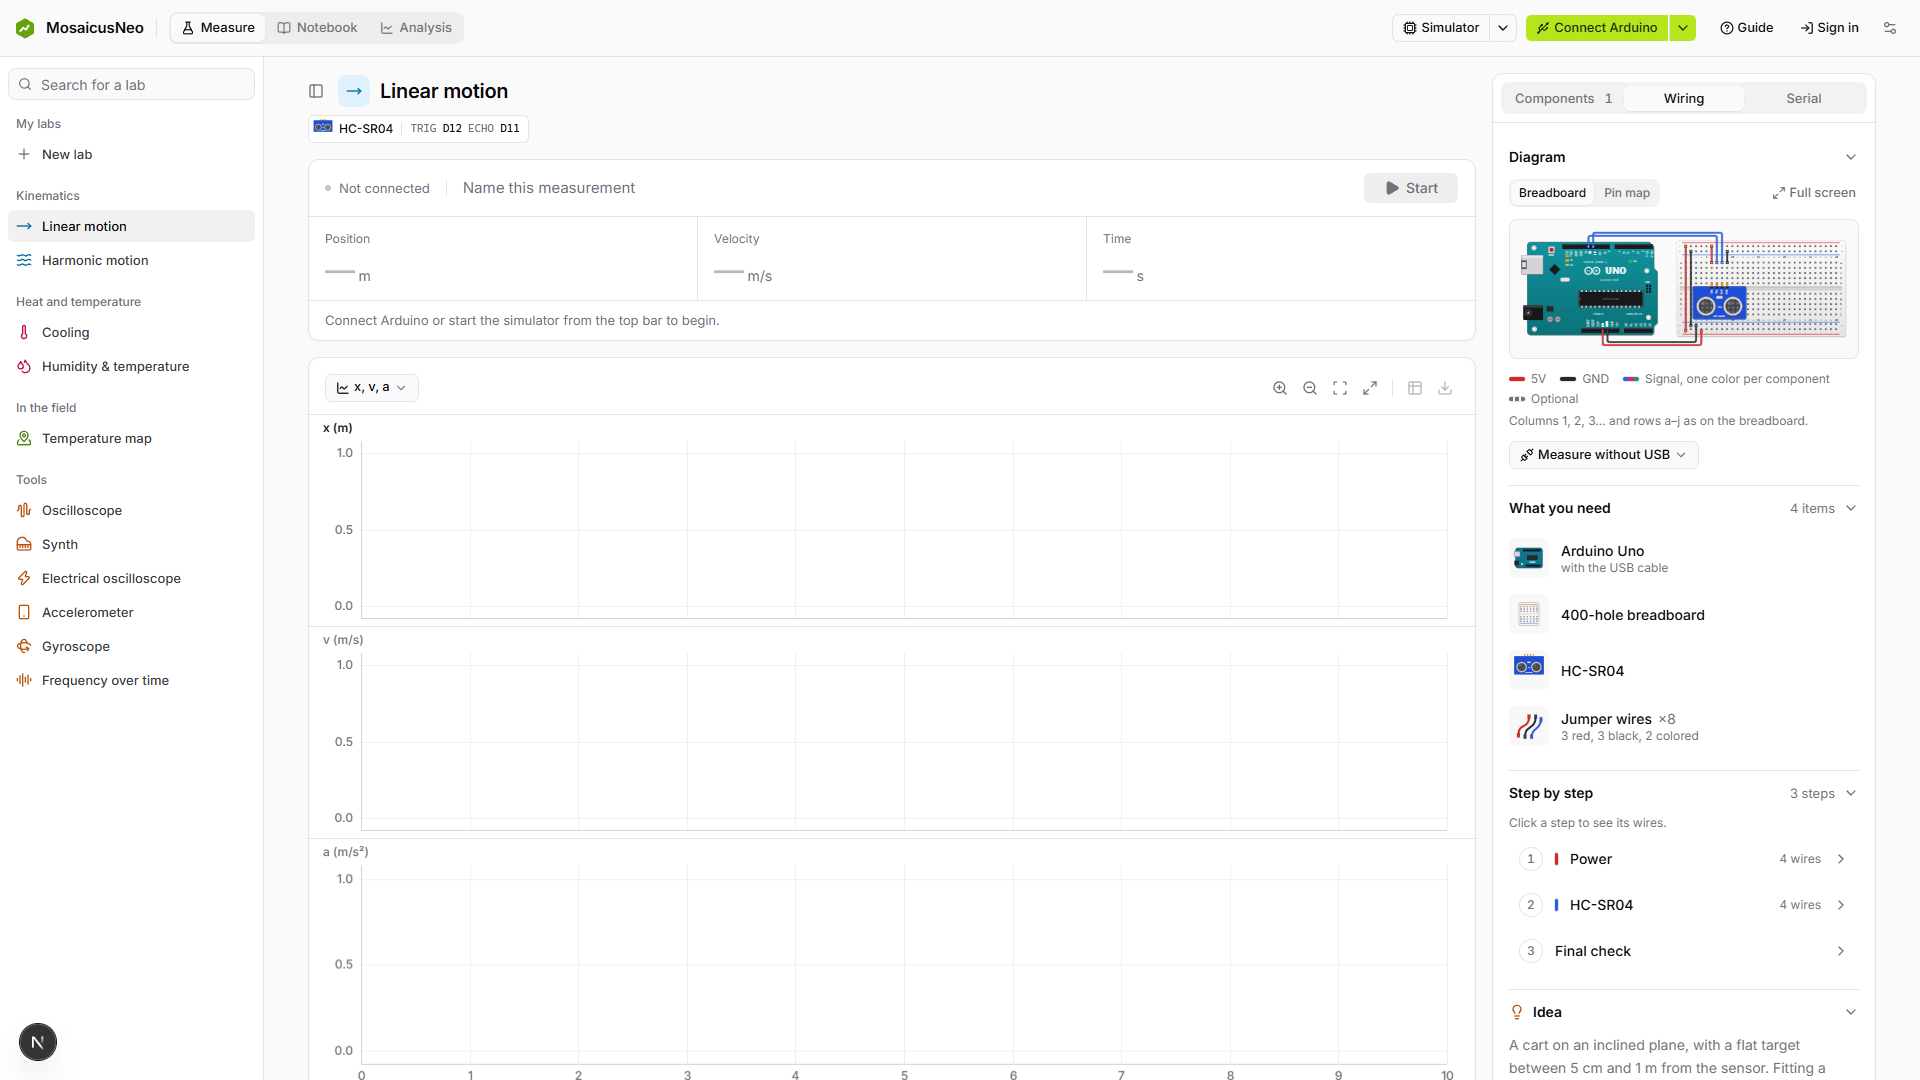 MosaicusNeo
Measure
Notebook
Analysis
Simulator
Connect Arduino
Guide
Sign in
Search for a lab
My labs
New lab
Kinematics
Linear motion
Harmonic motion
Heat and temperature
Cooling
Humidity & temperature
In the field
Temperature map
Tools
Oscilloscope
Synth
Electrical oscilloscope
Accelerometer
Gyroscope
Frequency over time
N
Linear motion
HC-SR04 TRIG D12 ECHO D11
Not connected
Name this measurement
Start
Position
m
Velocity
m/s
Time
s
Connect Arduino or start the simulator from the top bar to begin.
x, v, a
x (m)
1.0
0.5
0.0
v (m/s)
1.0
0.5
0.0
a (m/s²)
1.0
0.5
0.0
0 1 2 3 4 5 6 7 8 9 10
Components 1
Wiring
Serial
Diagram
Breadboard
Pin map
Full screen
UNO
5V
GND
Signal, one color per component
Optional
Columns 1, 2, 3... and rows a–j as on the breadboard.
Measure without USB
What you need
4 items
Arduino Uno
with the USB cable
400-hole breadboard
HC-SR04
Jumper wires ×8
3 red, 3 black, 2 colored
Step by step
3 steps
Click a step to see its wires.
1 Power 4 wires
2 HC-SR04 4 wires
3 Final check
Idea
A cart on an inclined plane, with a flat target
between 5 cm and 1 m from the sensor. Fitting a